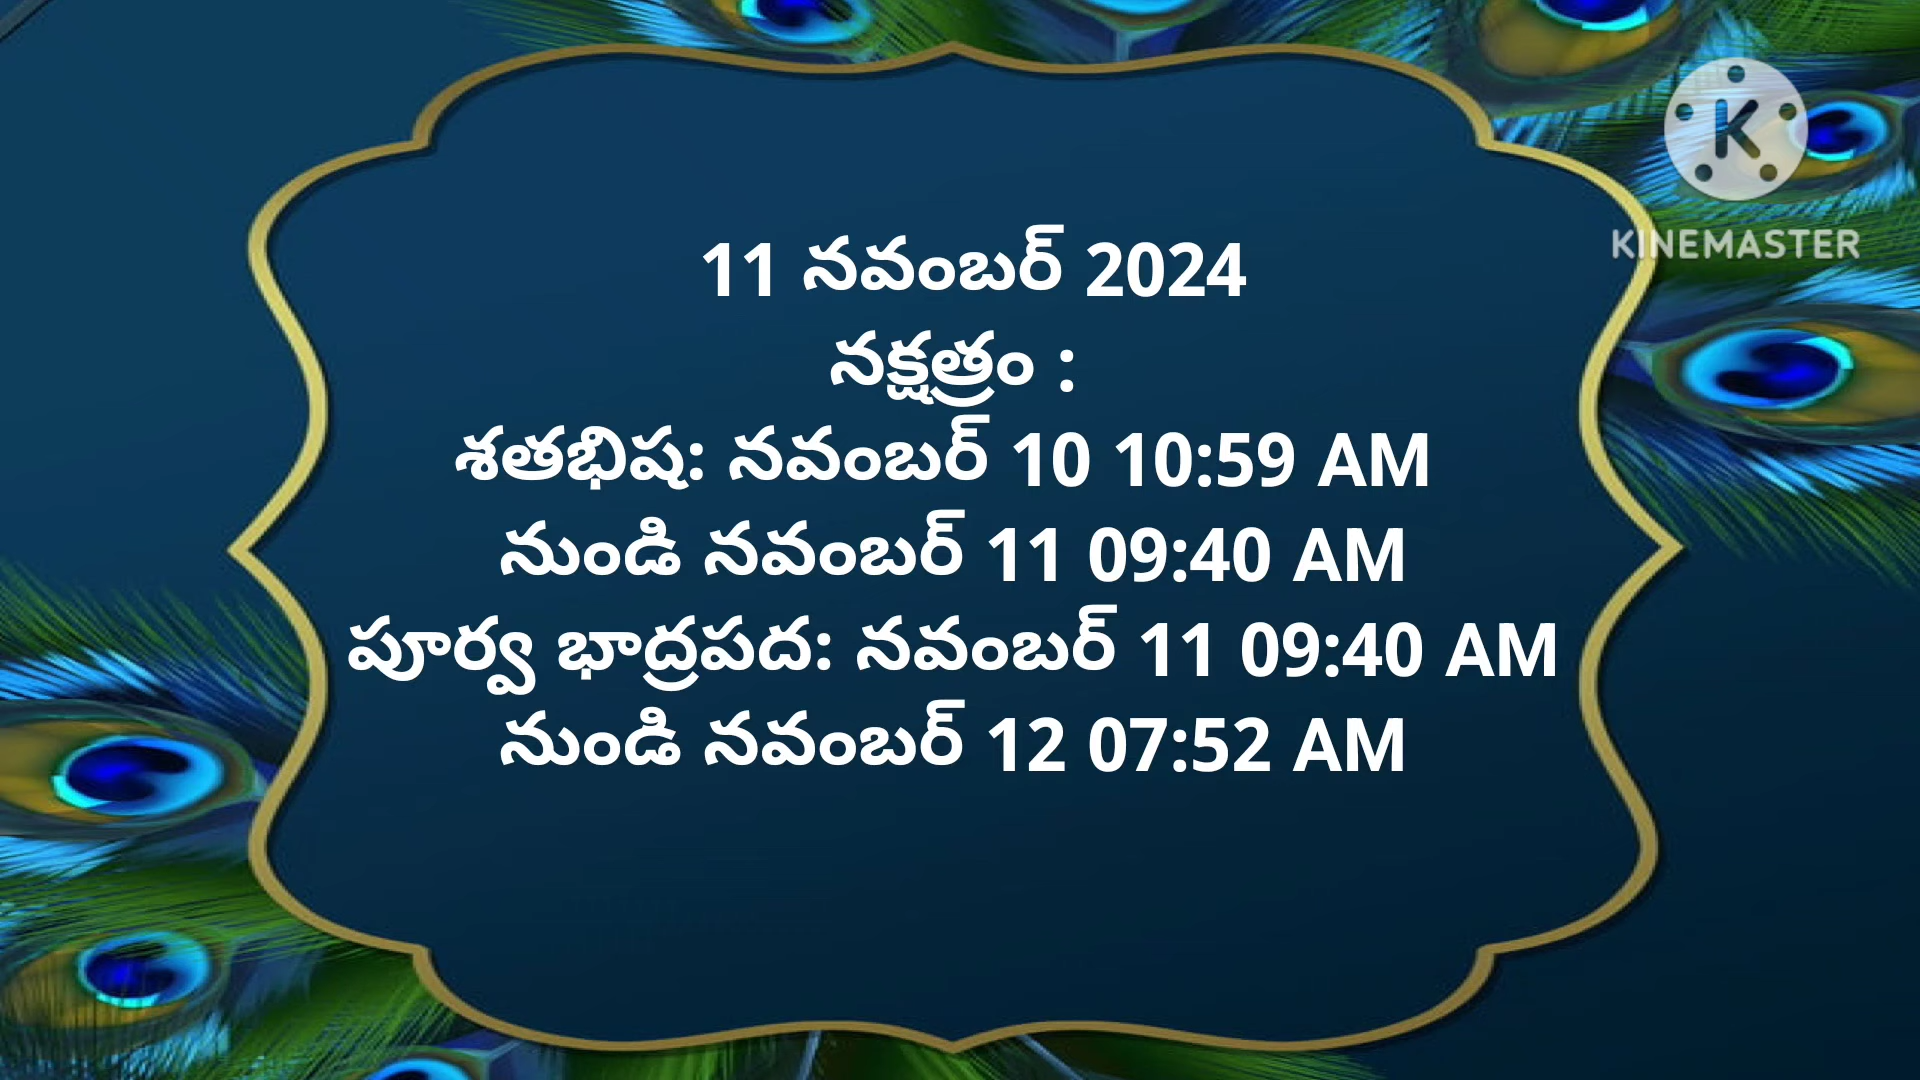 11 నవంబర్ 2024
నక్షత్రం :
శతభిష: నవంబర్ 10 10:59 AM
నుండి నవంబర్ 11 09:40 AM
పూర్వ భాద్రపద: నవంబర్ 11 09:40 AM
నుండి నవంబర్ 12 07:52 AM
K
KINEMASTER